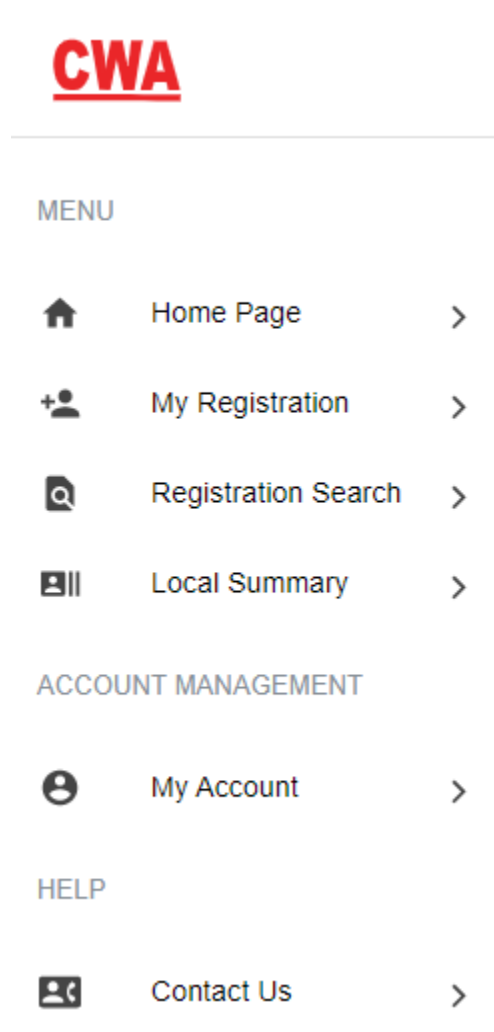 CWA
MENU
Home Page
My Registration
Registration Search
Local Summary
ACCOUNT MANAGEMENT
My Account
HELP
Contact Us